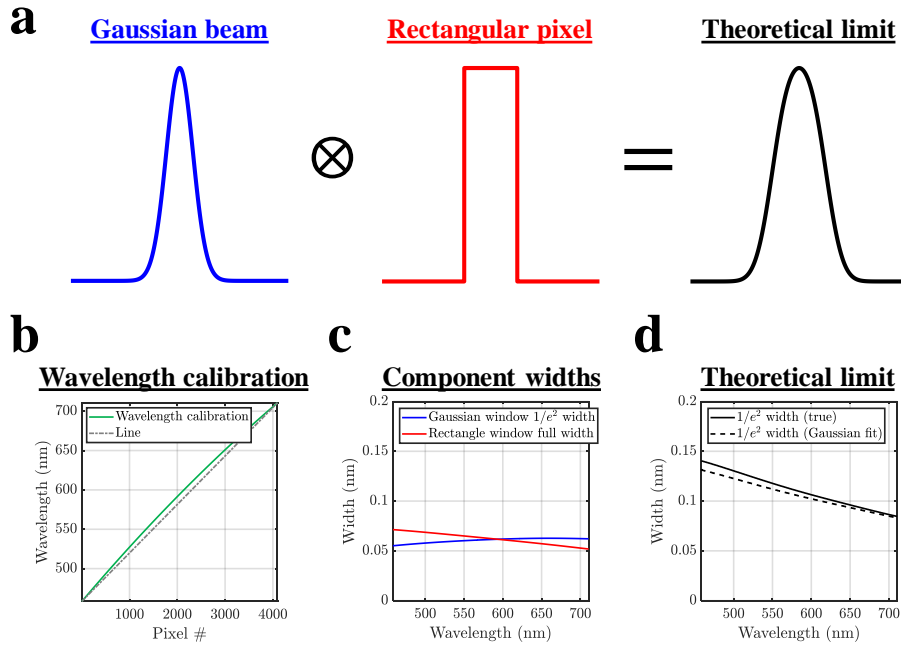 a
Gaussian beam
Rectangular pixel
Theoretical limit
⊗
=
b
Wavelength calibration
700
650
600
550
500
Wavelength (nm)
Wavelength calibration
Line
1000
2000
3000
4000
Pixel #
c
Component widths
0.2
0.15
0.1
0.05
0
Width (nm)
Gaussian window 1/e² width
Rectangle window full width
500
550
600
650
700
Wavelength (nm)
d
Theoretical limit
0.2
0.15
0.1
0.05
0
Width (nm)
1/e² width (true)
1/e² width (Gaussian fit)
500
550
600
650
700
Wavelength (nm)